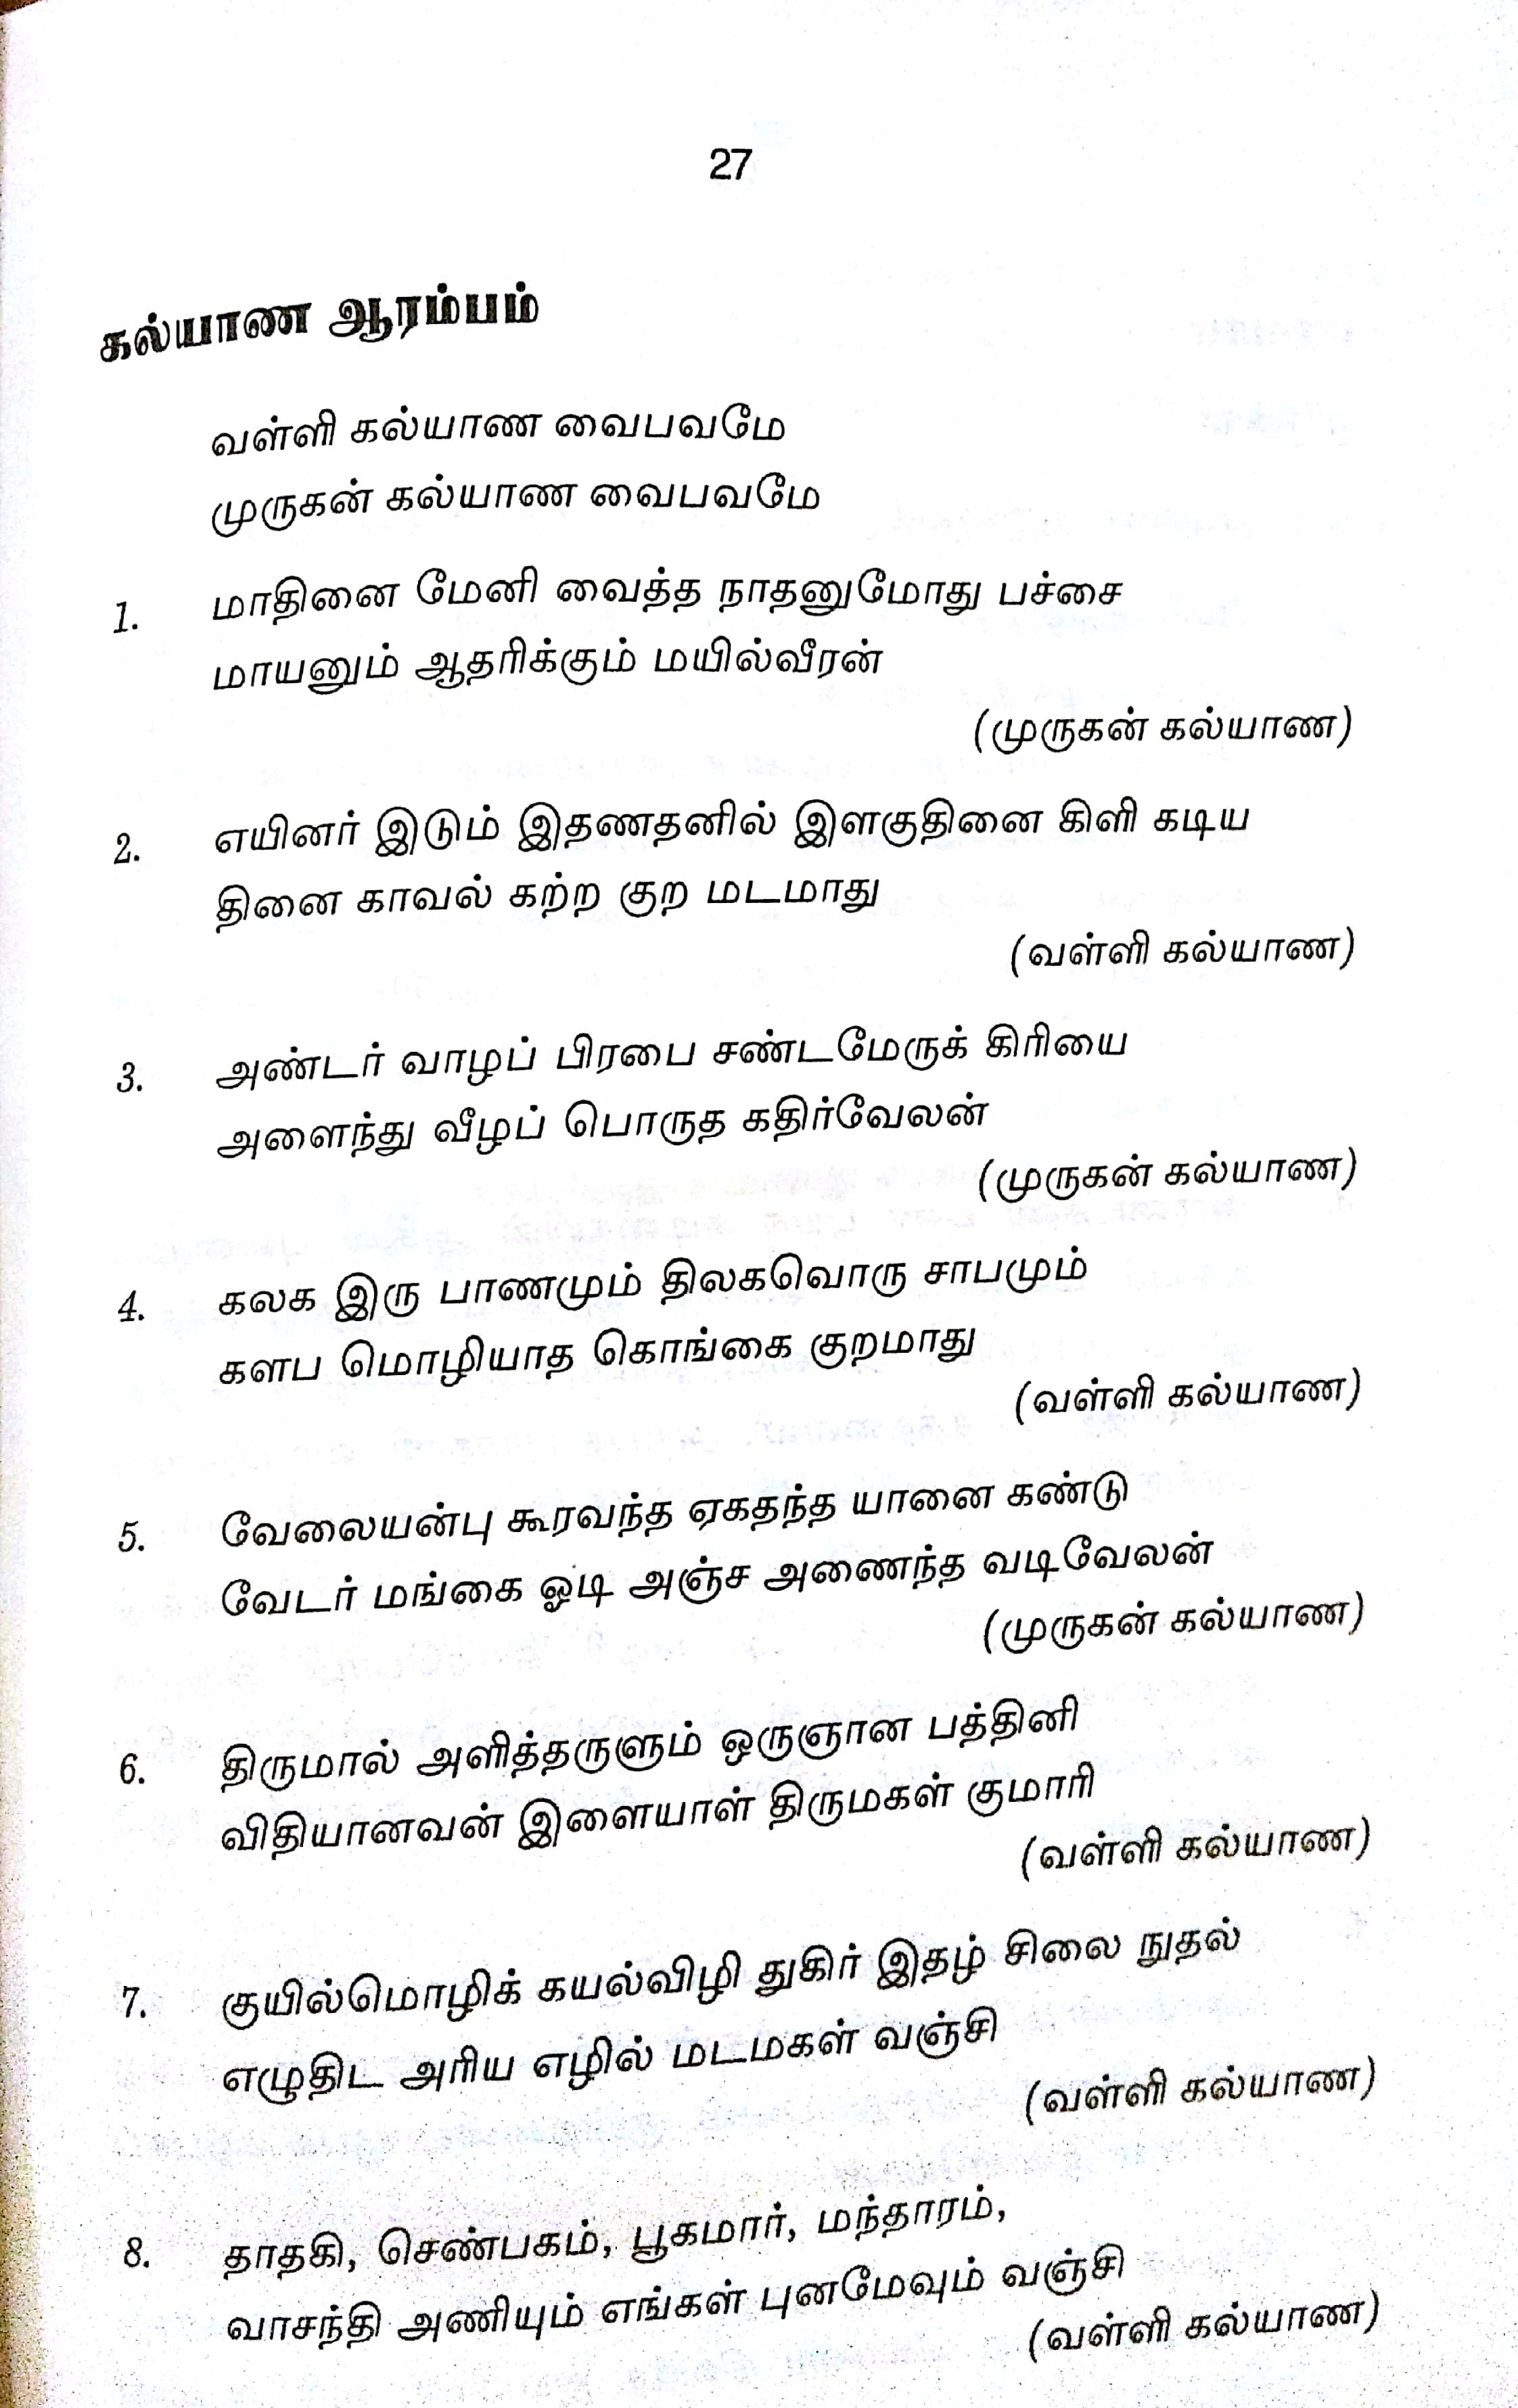 27
கல்யாண ஆரம்பம்
வள்ளி கல்யாண வைபவமே
முருகன் கல்யாண வைபவமே
1. மாதினை மேனி வைத்த நாதனுமோது பச்சை
மாயனும் ஆதரிக்கும் மயில்வீரன்
(முருகன் கல்யாண)
2. எயினர் இடும் இதணதனில் இளகுதினை கிளி கடிய
தினை காவல் கற்ற குற மடமாது
(வள்ளி கல்யாண)
3. அண்டர் வாழப் பிரபை சண்டமேருக் கிரியை
அளைந்து வீழப் பொருத கதிர்வேலன்
(முருகன் கல்யாண)
4. கலக இரு பாணமும் திலகவொரு சாபமும்
களப மொழியாத கொங்கை குறமாது
(வள்ளி கல்யாண)
5. வேலையன்பு கூரவந்த ஏகதந்த யானை கண்டு
வேடர் மங்கை ஓடி அஞ்ச அணைந்த வடிவேலன்
(முருகன் கல்யாண)
6. திருமால் அளித்தருளும் ஒருஞான பத்தினி
விதியானவன் இளையாள் திருமகள் குமாரி
(வள்ளி கல்யாண)
7. குயில்மொழிக் கயல்விழி துகிர் இதழ் சிலை நுதல்
எழுதிட அரிய எழில் மடமகள் வஞ்சி
(வள்ளி கல்யாண)
8. தாதகி, செண்பகம், பூகமார், மந்தாரம்,
வாசந்தி அணியும் எங்கள் புனமேவும் வஞ்சி
(வள்ளி கல்யாண)